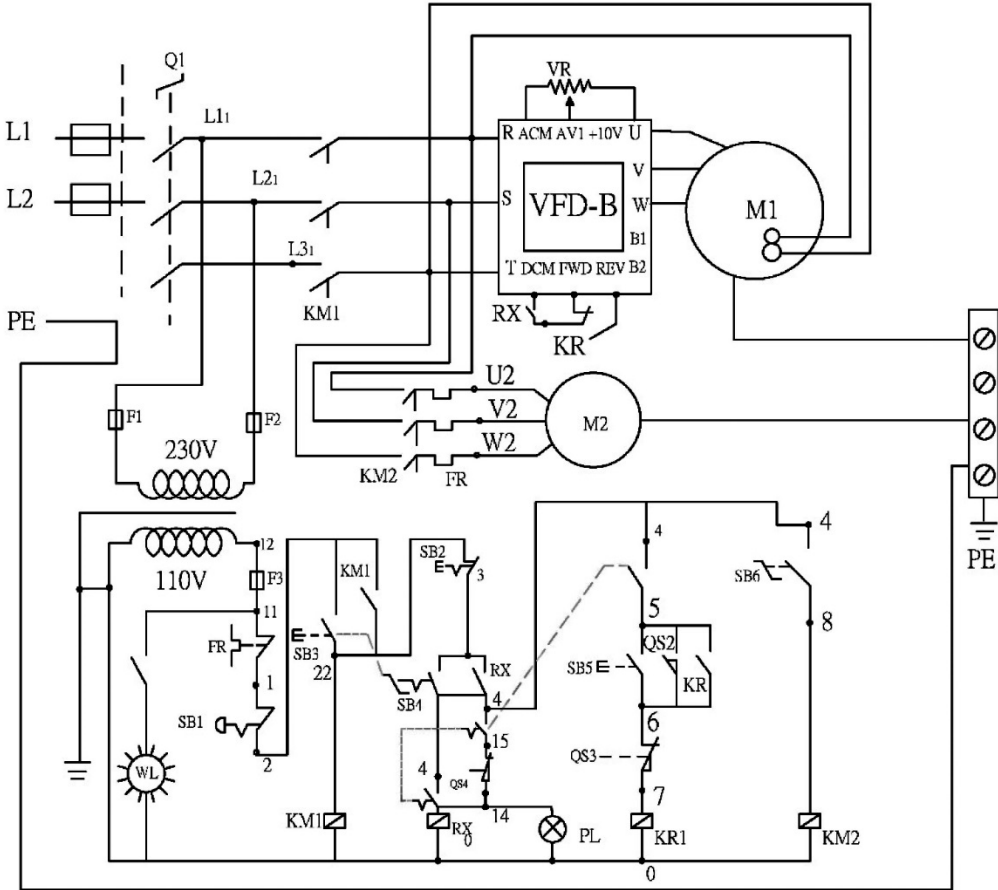 Q1
VR
L1
L1₁
R ACM AV1 +10V U
V
L2
L2₁
S
VFD-B
W
M1
B1
L3₁
T DCM FWD REV B2
KM1
RX
KR
PE
U2
F1
F2
V2
M2
230V
W2
KM2
FR
12
4
4
PE
SB2
110V
F3
KM1
3
SB6
11
5
8
FR
SB3
QS2
22
RX
SB5
KR
1
SB4
4
SB1
6
15
2
4
QS3
WL
QS4
7
14
KM1
RX
PL
KR1
KM2
0
0